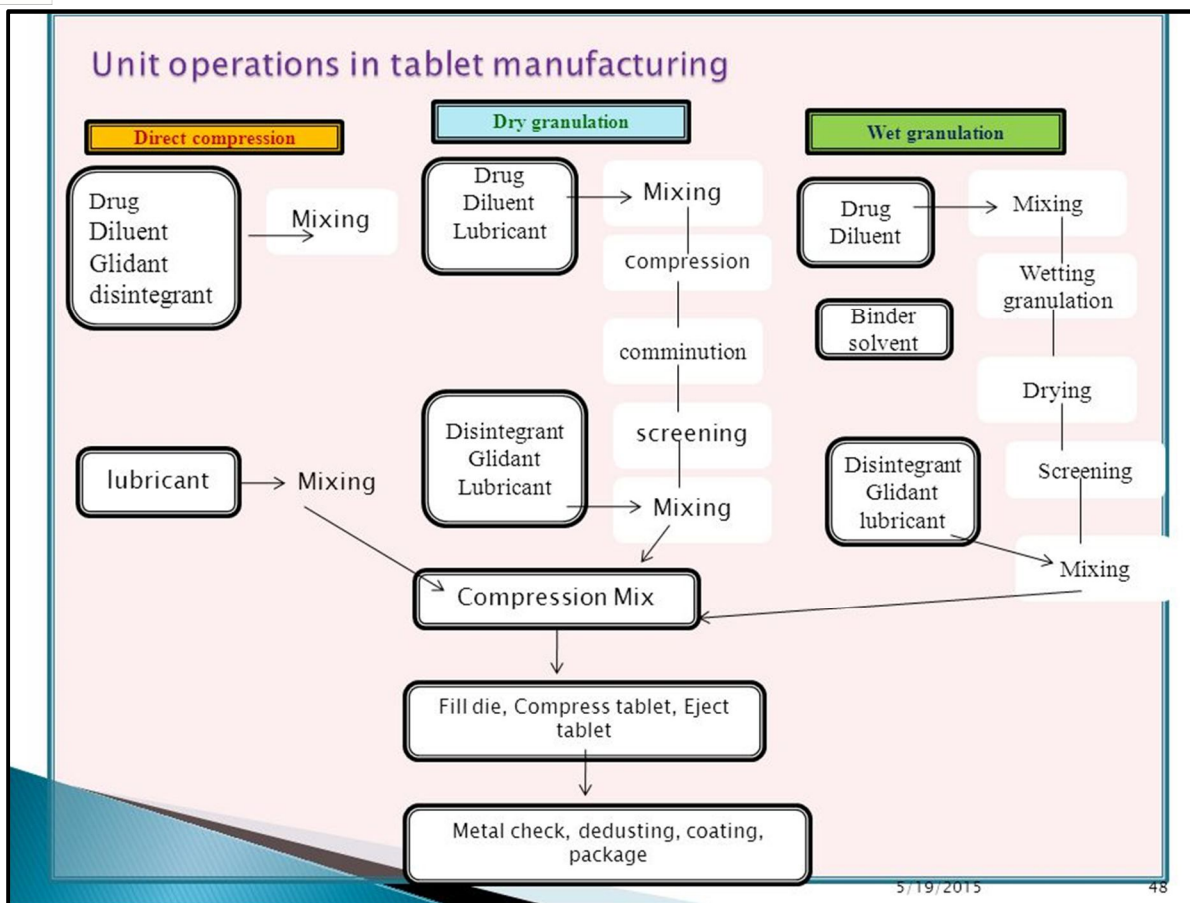 Unit operations in tablet manufacturing
Direct compression
Drug
Diluent
Glidant
disintegrant
Mixing
lubricant
Mixing
Dry granulation
Drug
Diluent
Lubricant
Mixing
compression
comminution
screening
Disintegrant
Glidant
Lubricant
Mixing
Wet granulation
Drug
Diluent
Mixing
Wetting
granulation
Binder
solvent
Drying
Screening
Disintegrant
Glidant
lubricant
Mixing
Compression Mix
Fill die, Compress tablet, Eject
tablet
Metal check, dedusting, coating,
package
5/19/2015
48